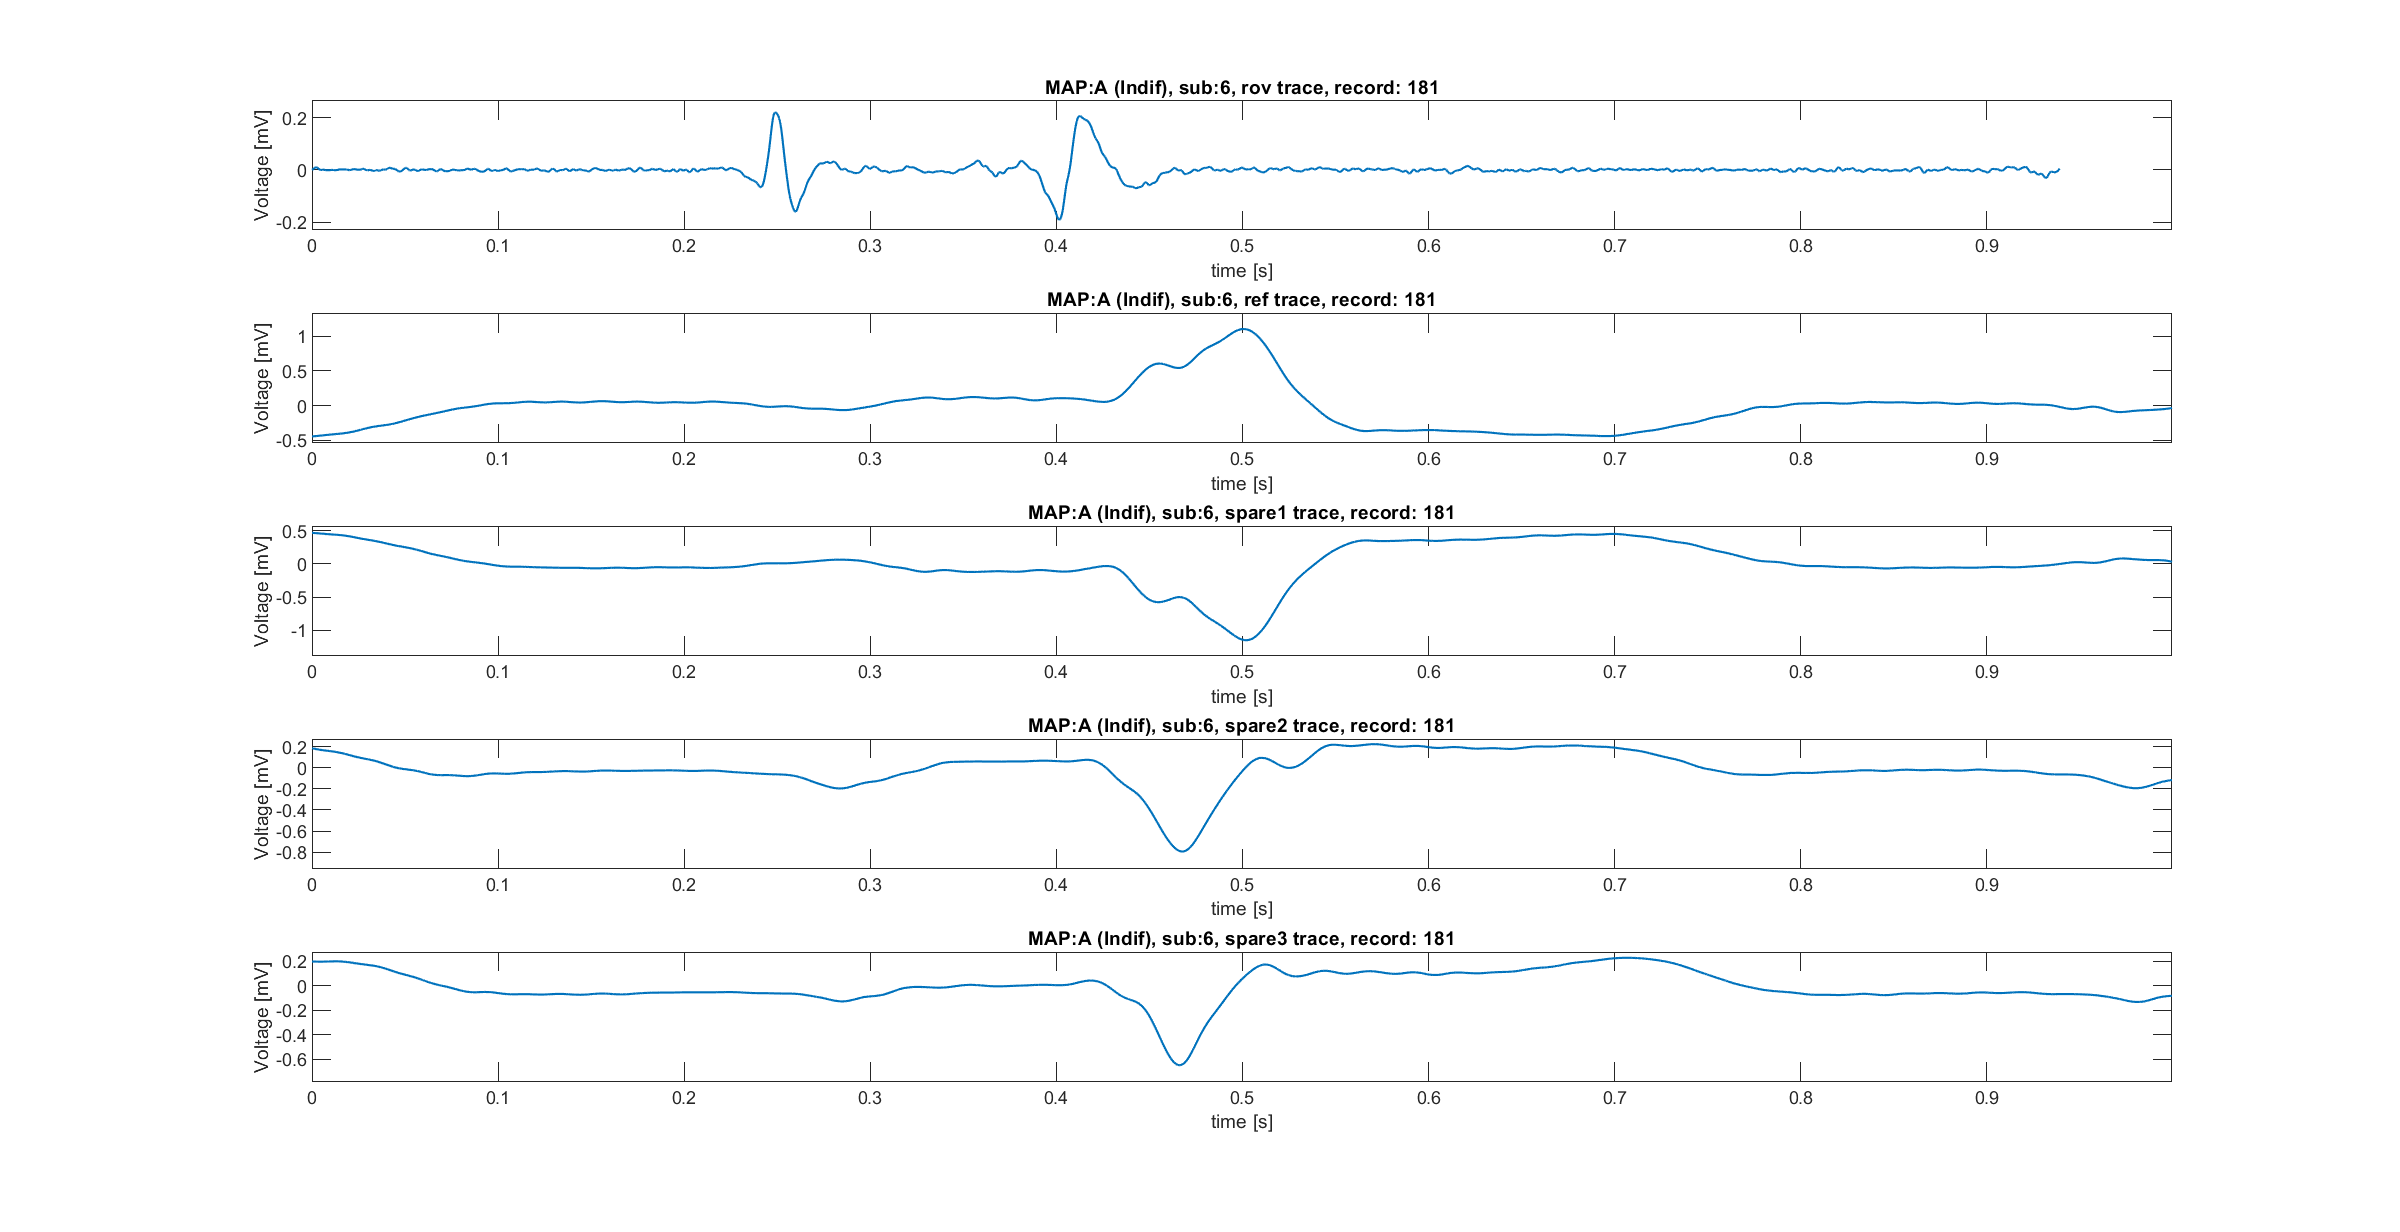 MAP:A (Indif), sub:6, rov trace, record: 181
Voltage [mV]
0.2
0
-0.2
0 0.1 0.2 0.3 0.4 0.5 0.6 0.7 0.8 0.9
time [s]
MAP:A (Indif), sub:6, ref trace, record: 181
Voltage [mV]
1
0.5
0
-0.5
0 0.1 0.2 0.3 0.4 0.5 0.6 0.7 0.8 0.9
time [s]
MAP:A (Indif), sub:6, spare1 trace, record: 181
Voltage [mV]
0.5
0
-0.5
-1
0 0.1 0.2 0.3 0.4 0.5 0.6 0.7 0.8 0.9
time [s]
MAP:A (Indif), sub:6, spare2 trace, record: 181
Voltage [mV]
0.2
0
-0.2
-0.4
-0.6
-0.8
0 0.1 0.2 0.3 0.4 0.5 0.6 0.7 0.8 0.9
time [s]
MAP:A (Indif), sub:6, spare3 trace, record: 181
Voltage [mV]
0.2
0
-0.2
-0.4
-0.6
0 0.1 0.2 0.3 0.4 0.5 0.6 0.7 0.8 0.9
time [s]